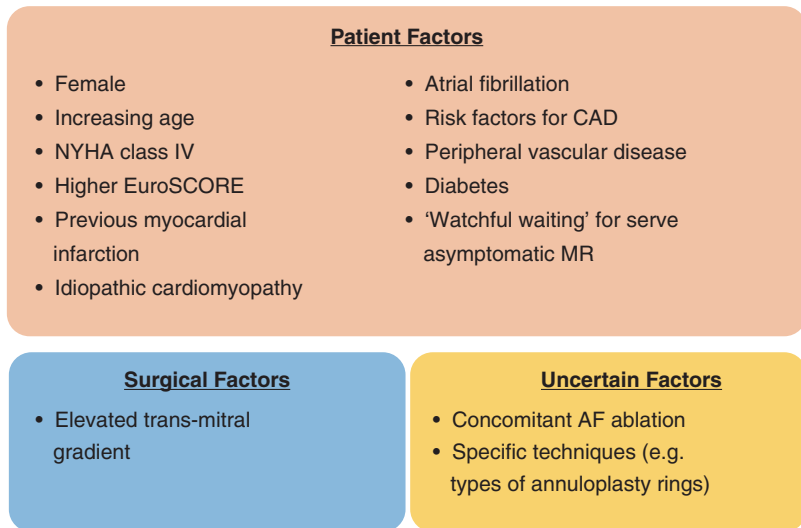 Patient Factors
• Female
• Increasing age
• NYHA class IV
• Higher EuroSCORE
• Previous myocardial
infarction
• Idiopathic cardiomyopathy
• Atrial fibrillation
• Risk factors for CAD
• Peripheral vascular disease
• Diabetes
• ‘Watchful waiting’ for serve
asymptomatic MR
Surgical Factors
• Elevated trans-mitral
gradient
Uncertain Factors
• Concomitant AF ablation
• Specific techniques (e.g.
types of annuloplasty rings)